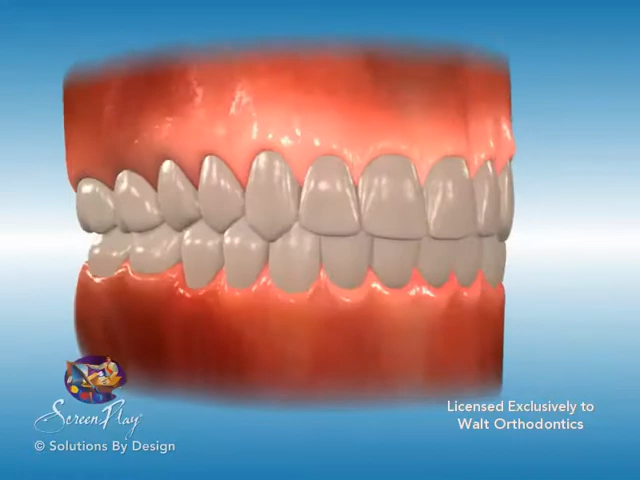 ScreenPlay
© Solutions By Design
Licensed Exclusively to
Walt Orthodontics